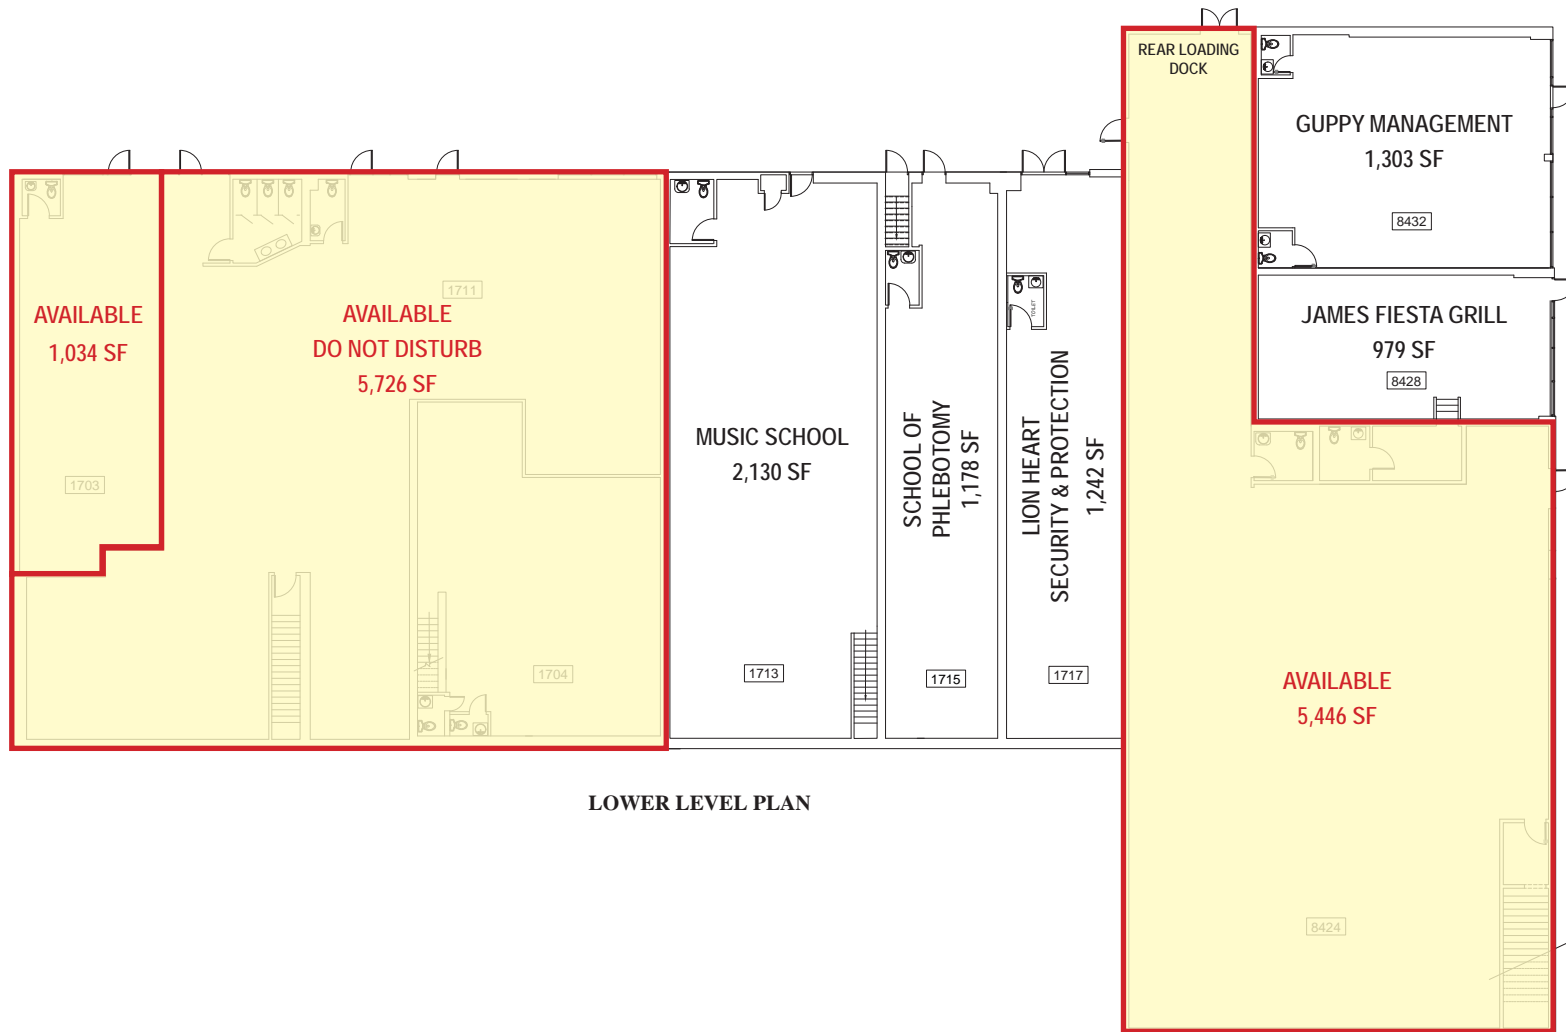 REAR LOADING
DOCK
GUPPY MANAGEMENT
1,303 SF
8432
JAMES FIESTA GRILL
979 SF
8428
AVAILABLE
1,034 SF
1703
1711
AVAILABLE
DO NOT DISTURB
5,726 SF
1704
MUSIC SCHOOL
2,130 SF
1713
SCHOOL OF
PHLEBOTOMY
1,178 SF
1715
TOILET
LION HEART
SECURITY & PROTECTION
1,242 SF
1717
AVAILABLE
5,446 SF
8424
LOWER LEVEL PLAN